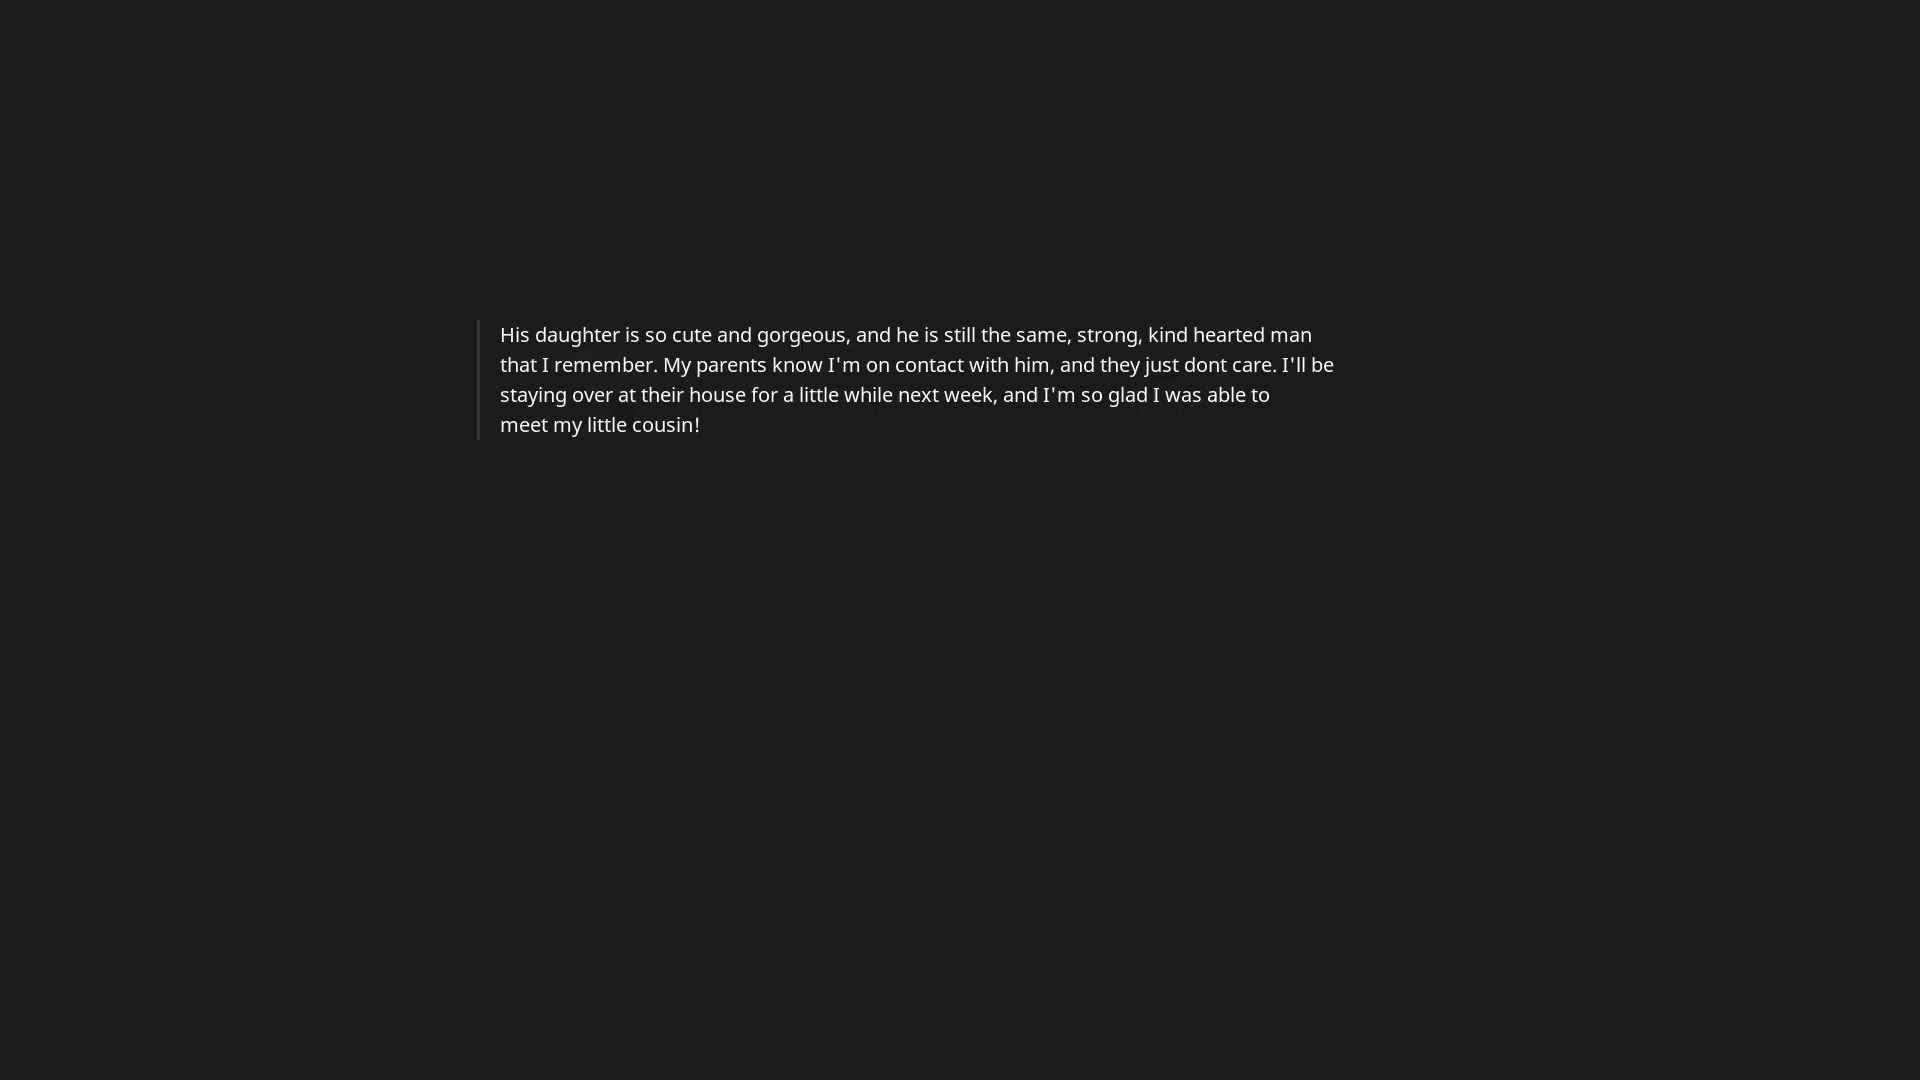 His daughter is so cute and gorgeous, and he is still the same, strong, kind hearted man
that I remember. My parents know I'm on contact with him, and they just dont care. I'll be
staying over at their house for a little while next week, and I'm so glad I was able to
meet my little cousin!